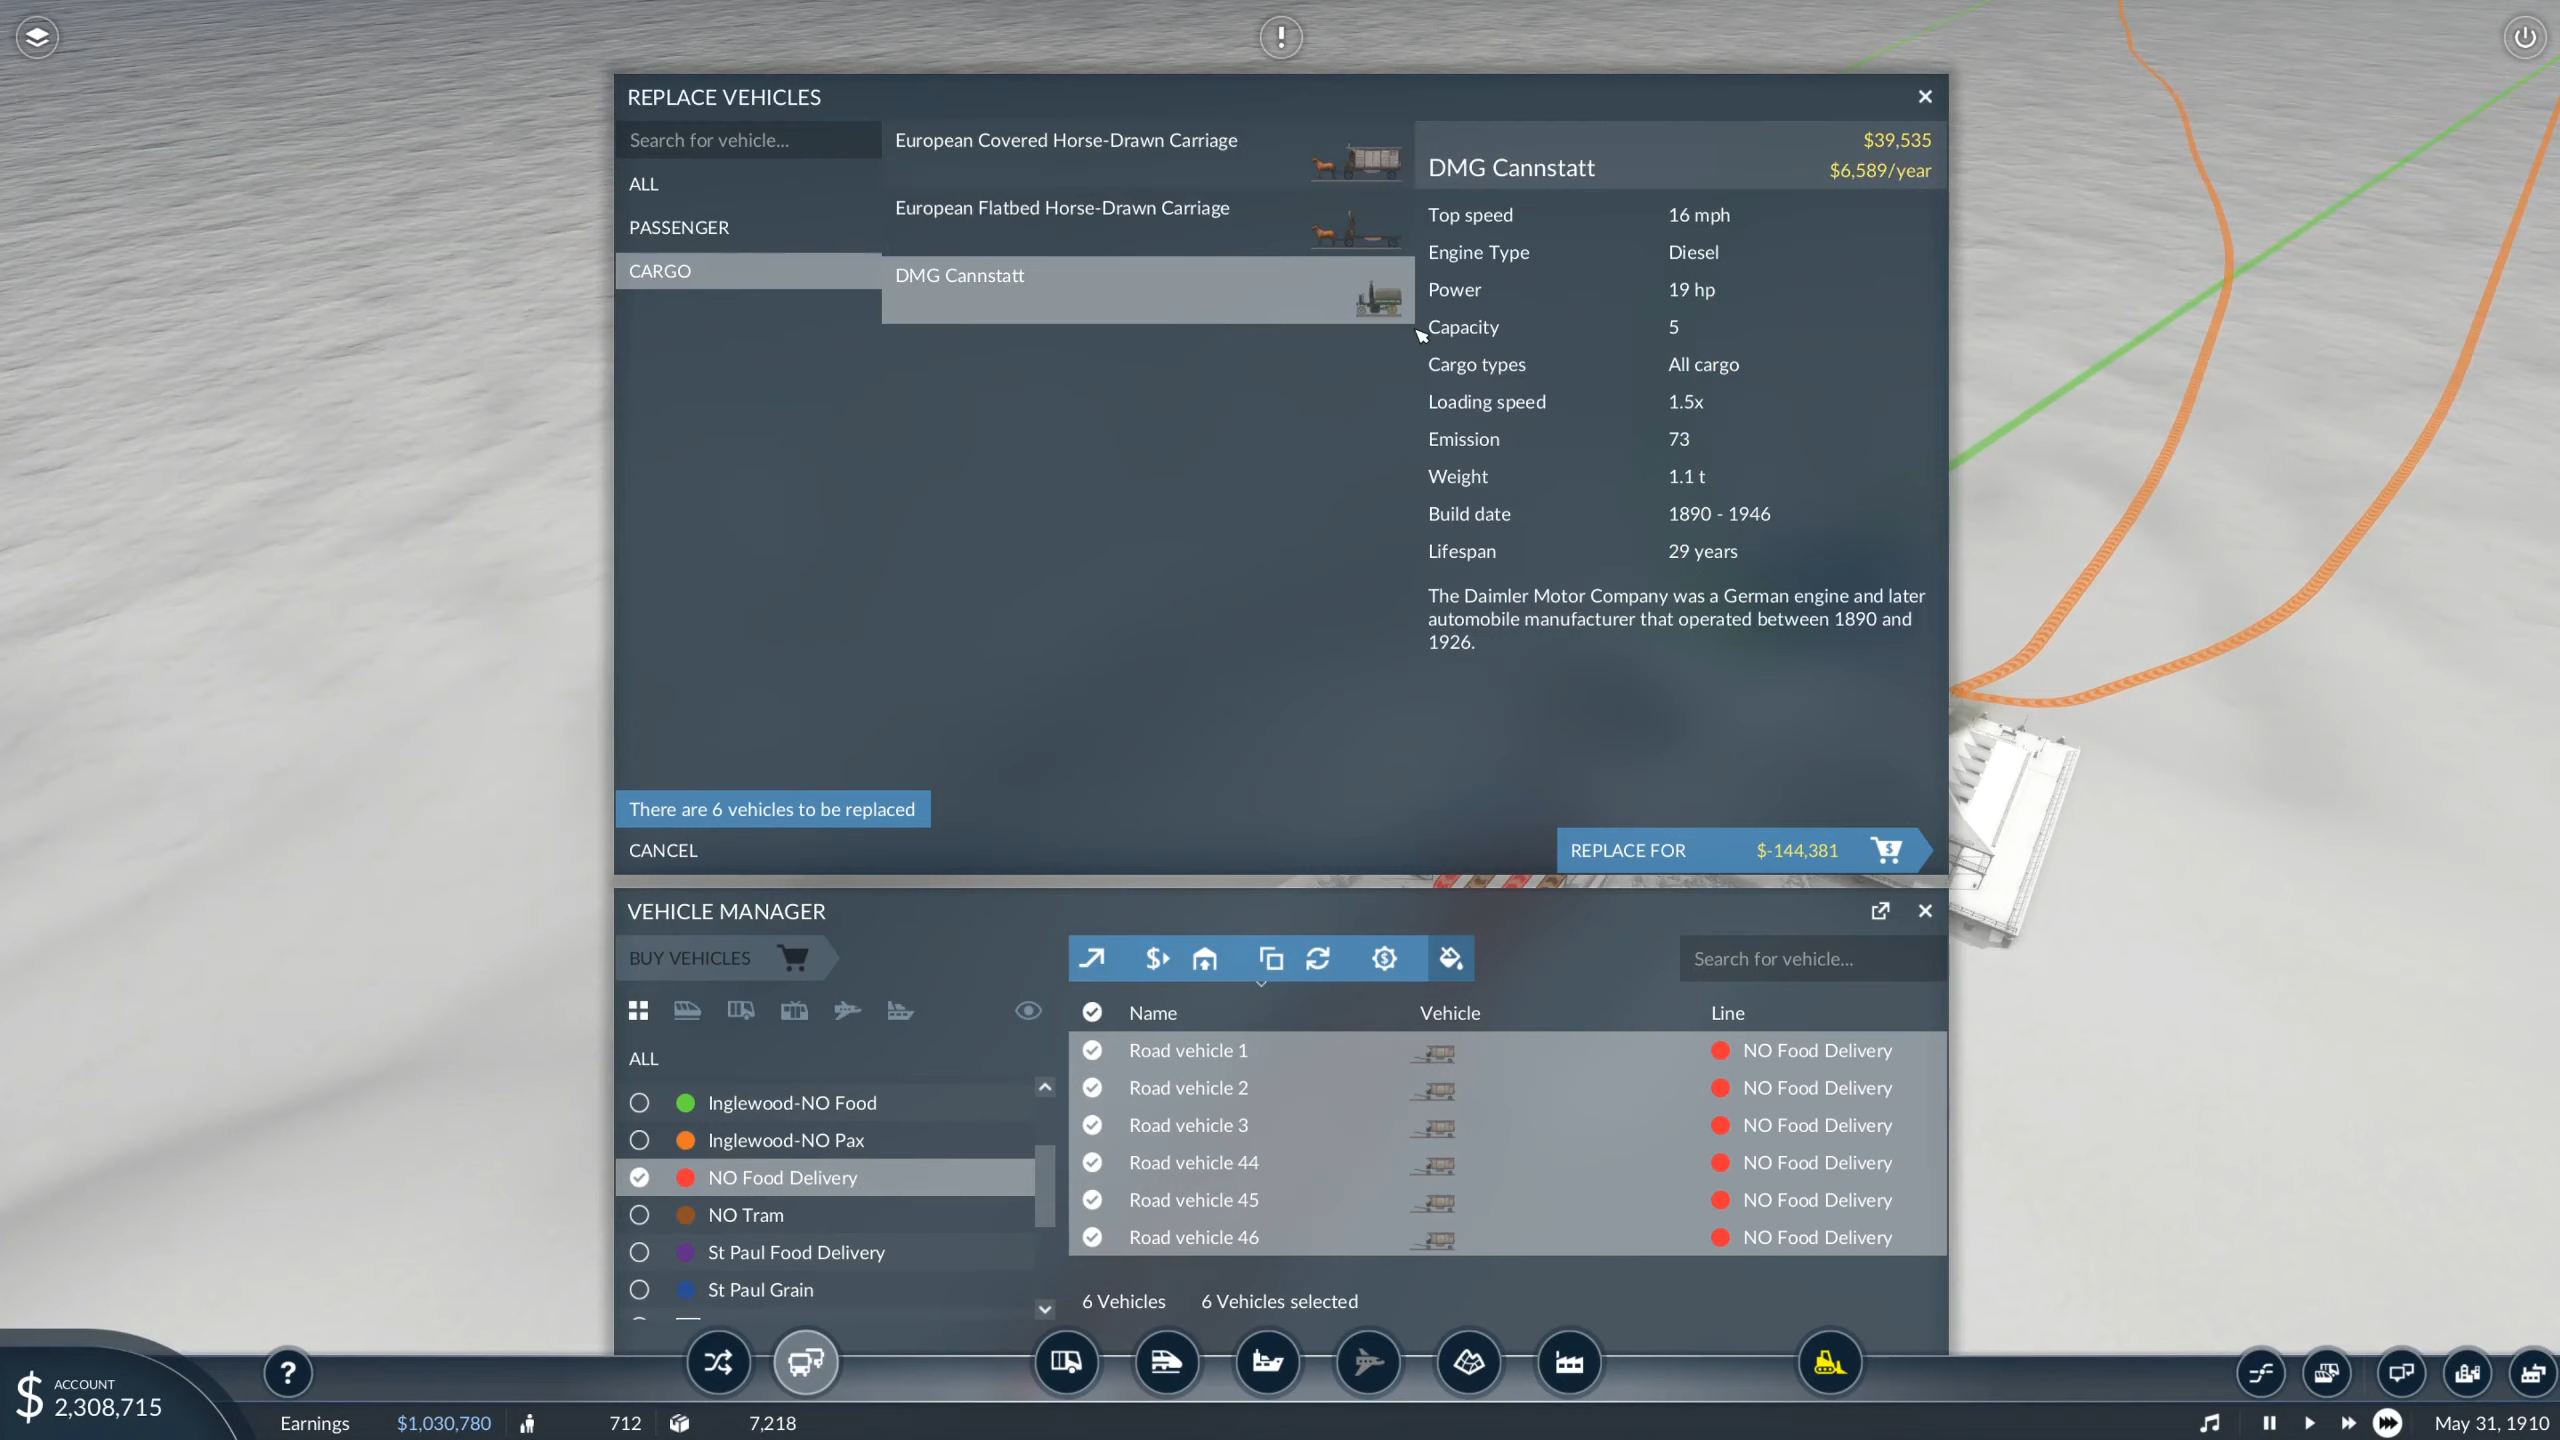 REPLACE VEHICLES
Search for vehicle...
ALL
PASSENGER
CARGO
European Covered Horse-Drawn Carriage
European Flatbed Horse-Drawn Carriage
DMG Cannstatt
DMG Cannstatt
$39,535
$6,589/year
Top speed 16 mph
Engine Type Diesel
Power 19 hp
Capacity 5
Cargo types All cargo
Loading speed 1.5x
Emission 73
Weight 1.1 t
Build date 1890 - 1946
Lifespan 29 years
The Daimler Motor Company was a German engine and later
automobile manufacturer that operated between 1890 and
1926.
There are 6 vehicles to be replaced
CANCEL
REPLACE FOR $-144,381
VEHICLE MANAGER
BUY VEHICLES
Search for vehicle...
ALL
Inglewood-NO Food
Inglewood-NO Pax
NO Food Delivery
NO Tram
St Paul Food Delivery
St Paul Grain
Name Vehicle Line
Road vehicle 1 NO Food Delivery
Road vehicle 2 NO Food Delivery
Road vehicle 3 NO Food Delivery
Road vehicle 44 NO Food Delivery
Road vehicle 45 NO Food Delivery
Road vehicle 46 NO Food Delivery
6 Vehicles 6 Vehicles selected
$ ACCOUNT
2,308,715
?
Earnings $1,030,780 712 7,218
May 31, 1910